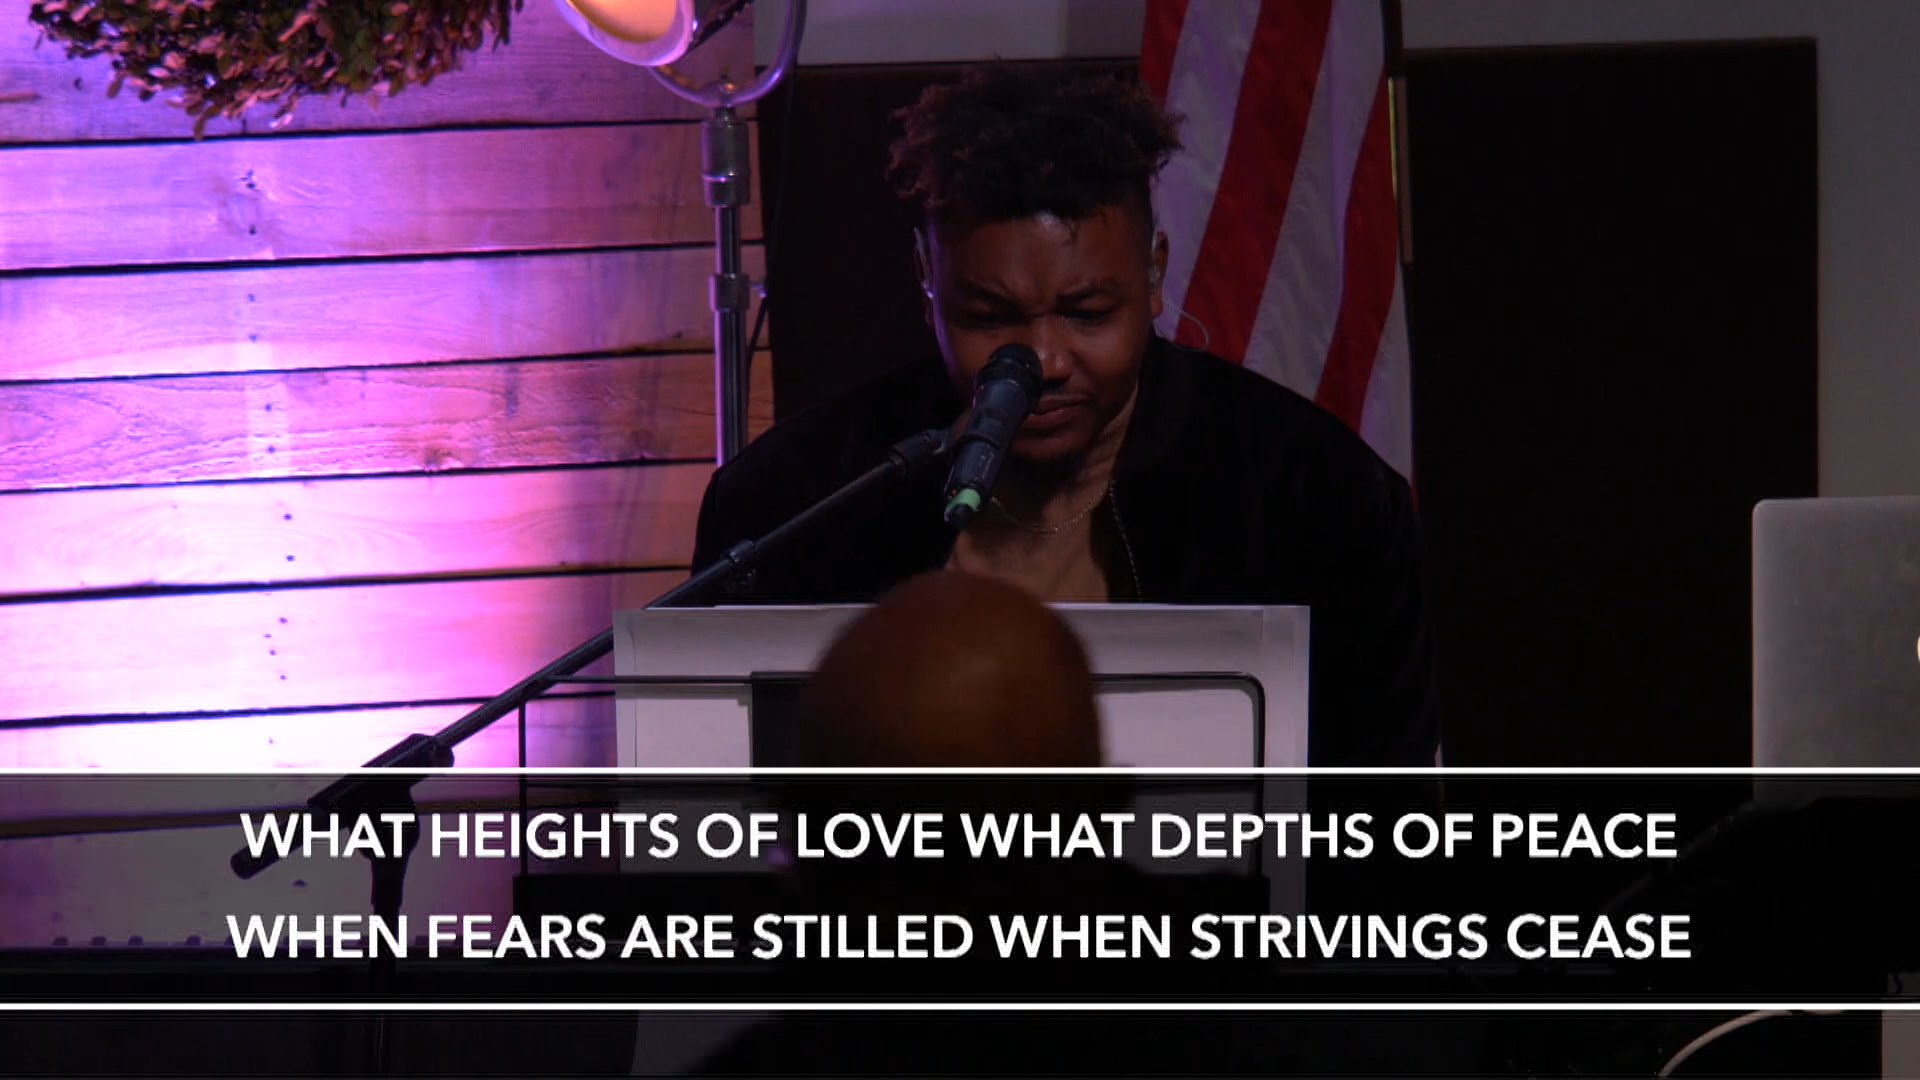 WHAT HEIGHTS OF LOVE WHAT DEPTHS OF PEACE
WHEN FEARS ARE STILLED WHEN STRIVINGS CEASE